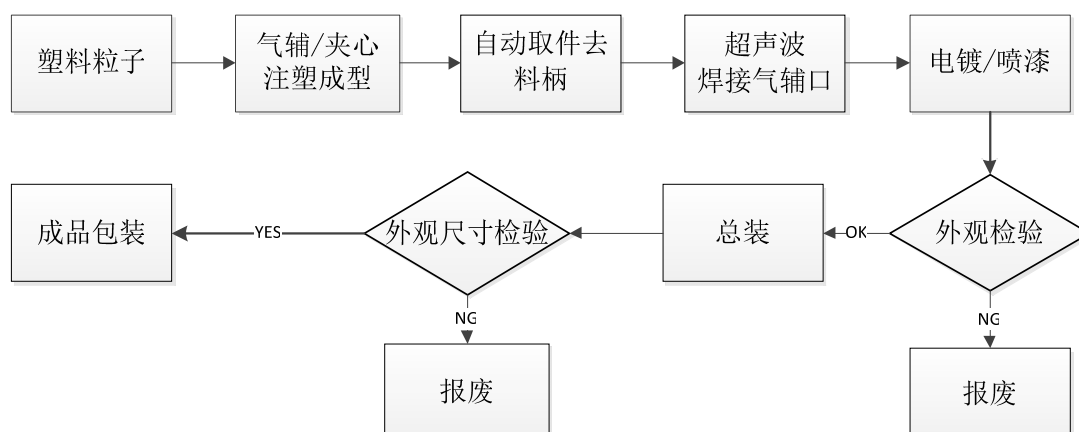 塑料粒子
气辅/夹心
注塑成型
自动取件去
料柄
超声波
焊接气辅口
电镀/喷漆
成品包装
YES
外观尺寸检验
总装
OK
外观检验
NG
NG
报废
报废